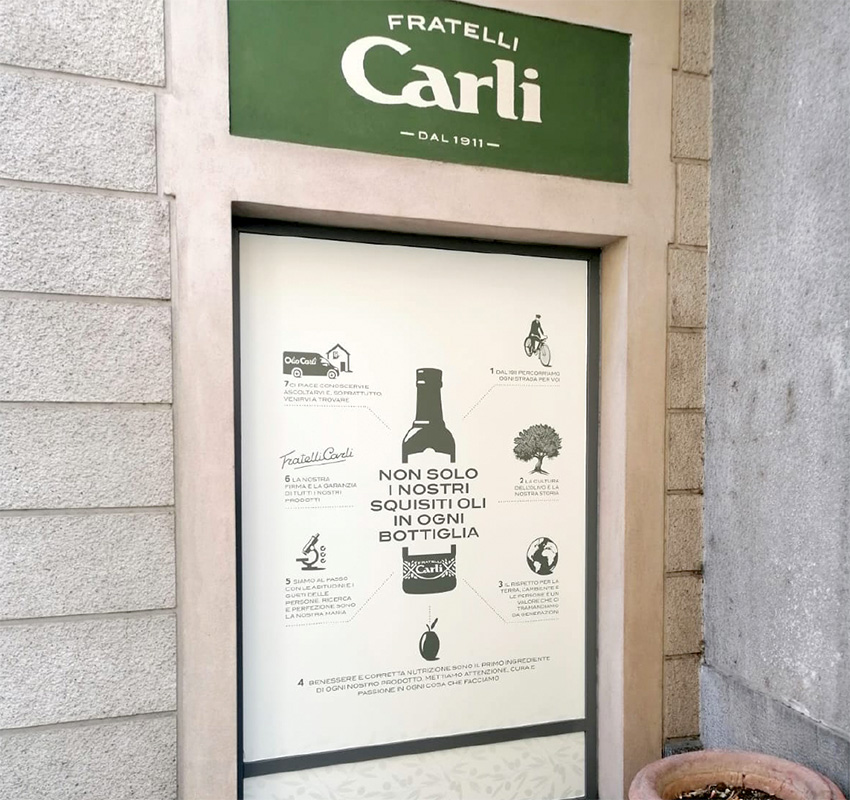 FRATELLI
Carli
—DAL 1911—
1 DAL 1911 PERCORRIAMO
OGNI STRADA PER VOI
2 LA CULTURA
DELL'OLIVO È LA
NOSTRA STORIA
3 IL RISPETTO PER LA
TERRA, L'AMBIENTE E
LE PERSONE È UN
VALORE CHE CI
TRAMANDIAMO
DA GENERAZIONI
4 BENESSERE E CORRETTA NUTRIZIONE SONO IL PRIMO INGREDIENTE
DI OGNI NOSTRO PRODOTTO. METTIAMO ATTENZIONE, CURA E
PASSIONE IN OGNI COSA CHE FACCIAMO
5 SIAMO AL PASSO
CON LE ABITUDINI E I
GUSTI DELLE
PERSONE. RICERCA
E PERFEZIONE SONO
LA NOSTRA MANIA
Fratelli Carli
6 LA NOSTRA
FIRMA È LA GARANZIA
DI TUTTI I NOSTRI
PRODOTTI
Olio Carli
7 CI PIACE CONOSCERVI E
ASCOLTARVI E, SOPRATTUTTO,
VENIRVI A TROVARE
NON SOLO
I NOSTRI
SQUISITI OLI
IN OGNI
BOTTIGLIA
FRATELLI
Carli